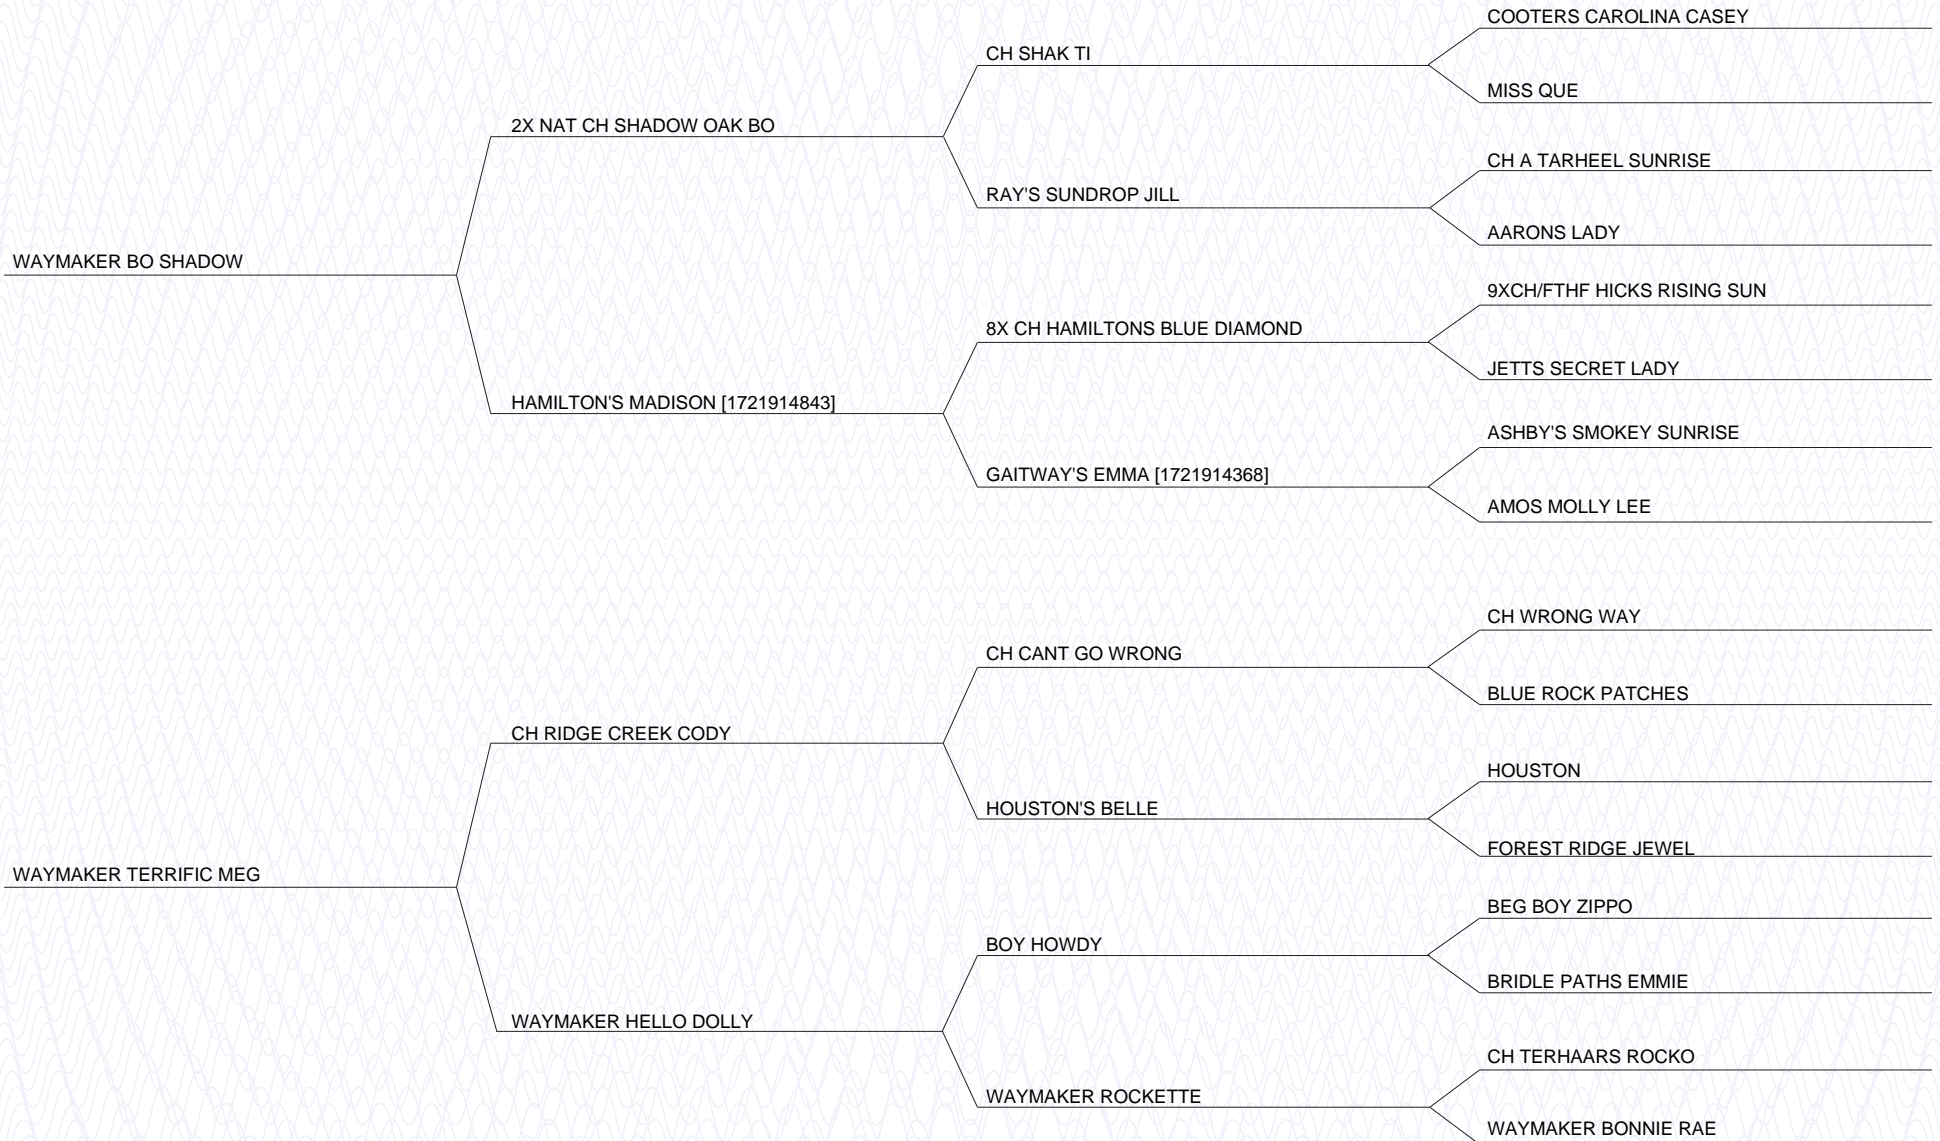 COOTERS CAROLINA CASEY
CH SHAK TI
MISS QUE
2X NAT CH SHADOW OAK BO
CH A TARHEEL SUNRISE
RAY'S SUNDROP JILL
AARONS LADY
WAYMAKER BO SHADOW
9XCH/FTHF HICKS RISING SUN
8X CH HAMILTONS BLUE DIAMOND
JETTS SECRET LADY
HAMILTON'S MADISON [1721914843]
ASHBY'S SMOKEY SUNRISE
GAITWAY'S EMMA [1721914368]
AMOS MOLLY LEE
CH WRONG WAY
CH CANT GO WRONG
BLUE ROCK PATCHES
CH RIDGE CREEK CODY
HOUSTON
HOUSTON'S BELLE
FOREST RIDGE JEWEL
WAYMAKER TERRIFIC MEG
BEG BOY ZIPPO
BOY HOWDY
BRIDLE PATHS EMMIE
WAYMAKER HELLO DOLLY
CH TERHAARS ROCKO
WAYMAKER ROCKETTE
WAYMAKER BONNIE RAE